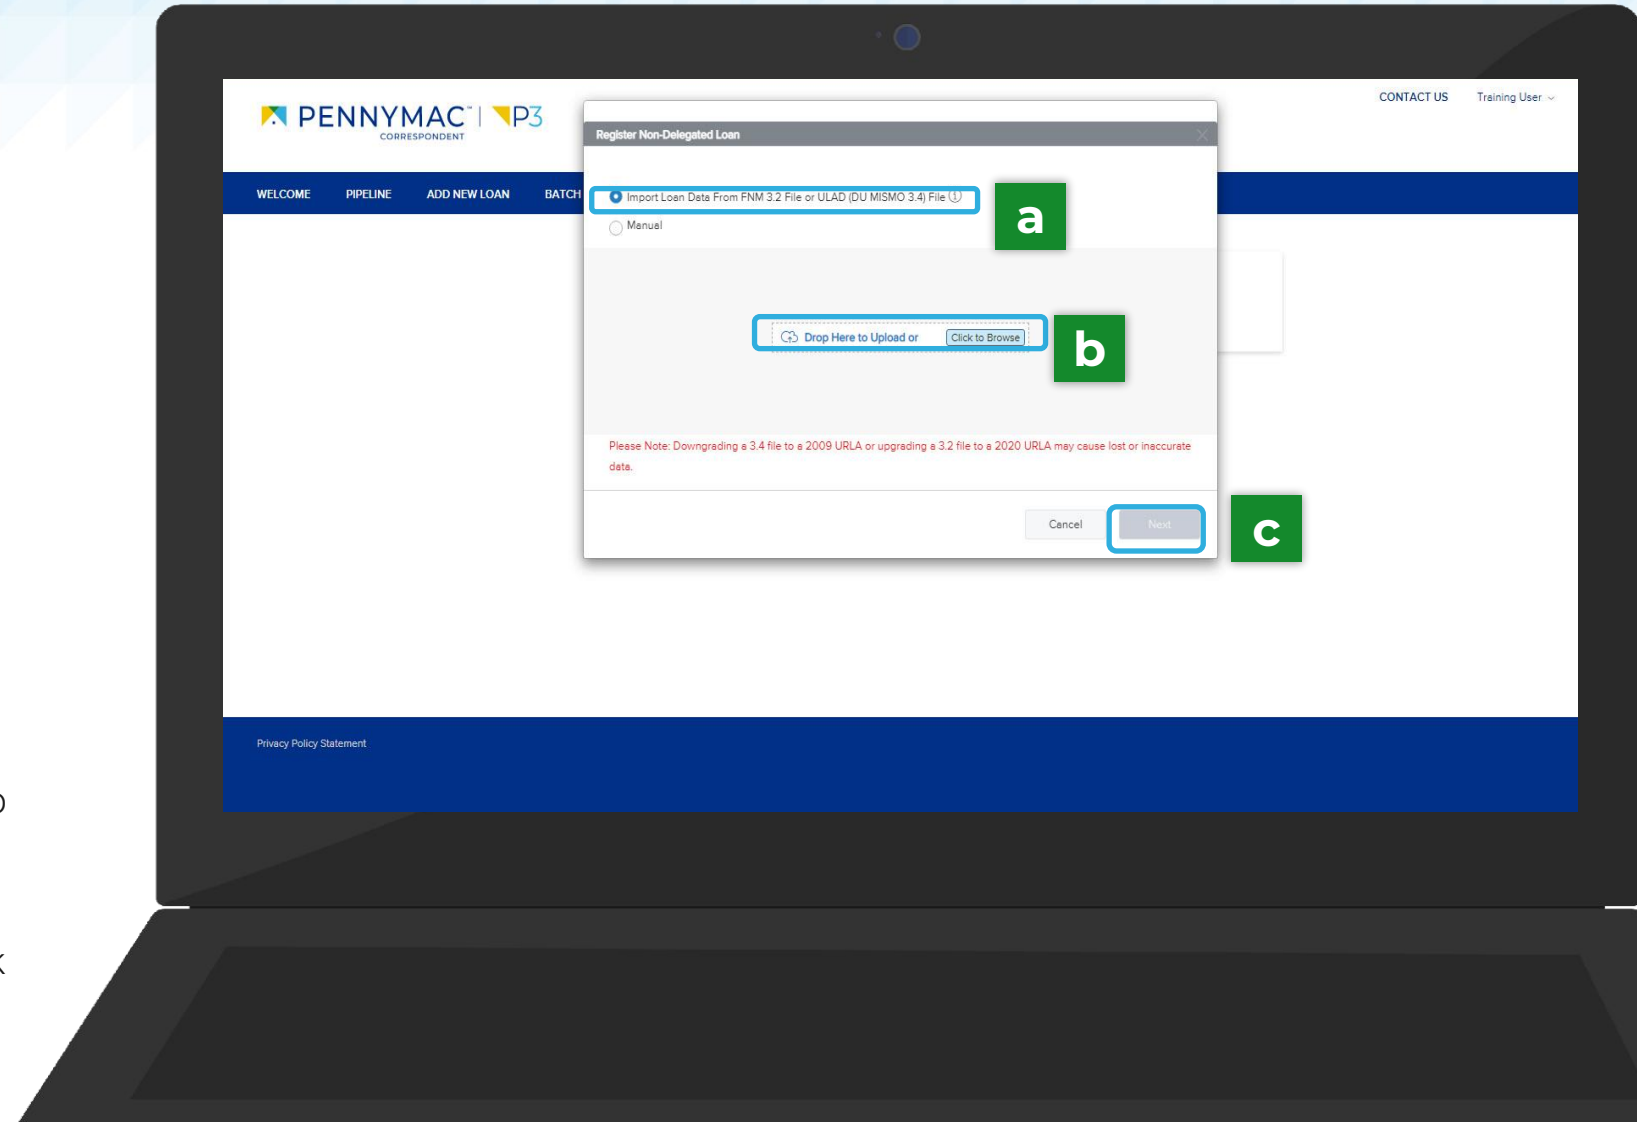 PENNYMAC™ | P3
CORRESPONDENT
CONTACT US
Training User
WELCOME
PIPELINE
ADD NEW LOAN
BATCH
Register Non-Delegated Loan
Import Loan Data From FNM 3.2 File or ULAD (DU MISMO 3.4) File
a
Manual
Drop Here to Upload or
Click to Browse
b
Please Note: Downgrading a 3.4 file to a 2009 URLA or upgrading a 3.2 file to a 2020 URLA may cause lost or inaccurate
data.
Cancel
Next
c
Privacy Policy Statement